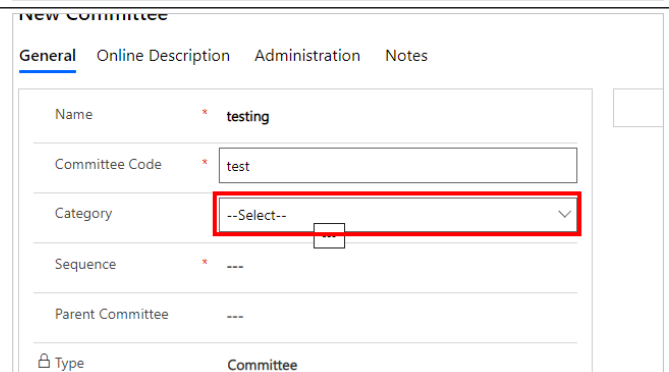 New Committee
General Online Description Administration Notes
Name * testing
Committee Code * test
Category --Select--
---
Sequence * ---
Parent Committee ---
Type Committee